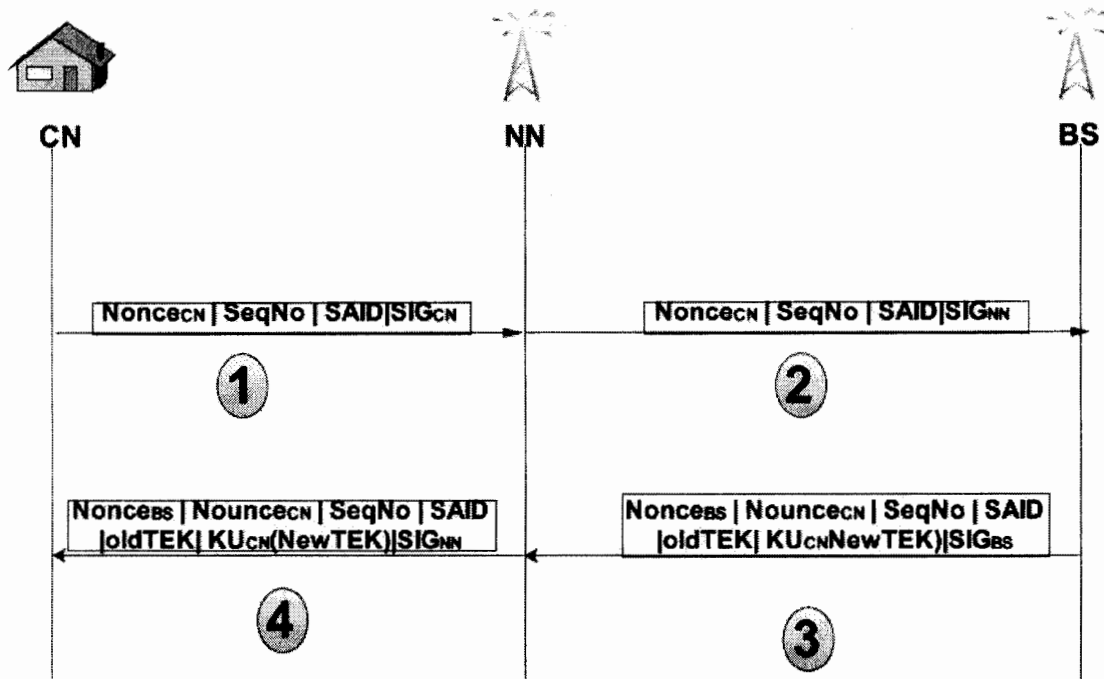 CN
NN
BS
NonceCN | SeqNo | SAID|SIGCN
NonceCN | SeqNo | SAID|SIGNN
1
2
NonceBS | NounceCN | SeqNo | SAID
|oldTEK| KUCN(NewTEK)|SIGNN
NonceBS | NounceCN | SeqNo | SAID
|oldTEK| KUCNNewTEK)|SIGBS
4
3